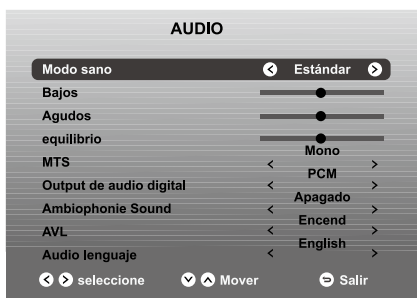 AUDIO
Modo sano Estándar
Bajos
Agudos
equilibrio
MTS Mono
Output de audio digital PCM
Ambiophonie Sound Apagado
AVL Encend
Audio lenguaje English
seleccione Mover Salir